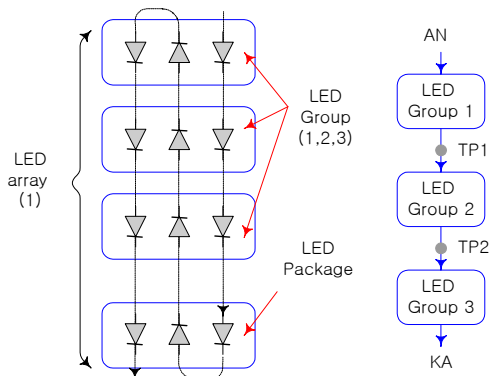 LED
array
(1)
LED
Group
(1,2,3)
LED
Package
AN
LED
Group 1
TP1
LED
Group 2
TP2
LED
Group 3
KA